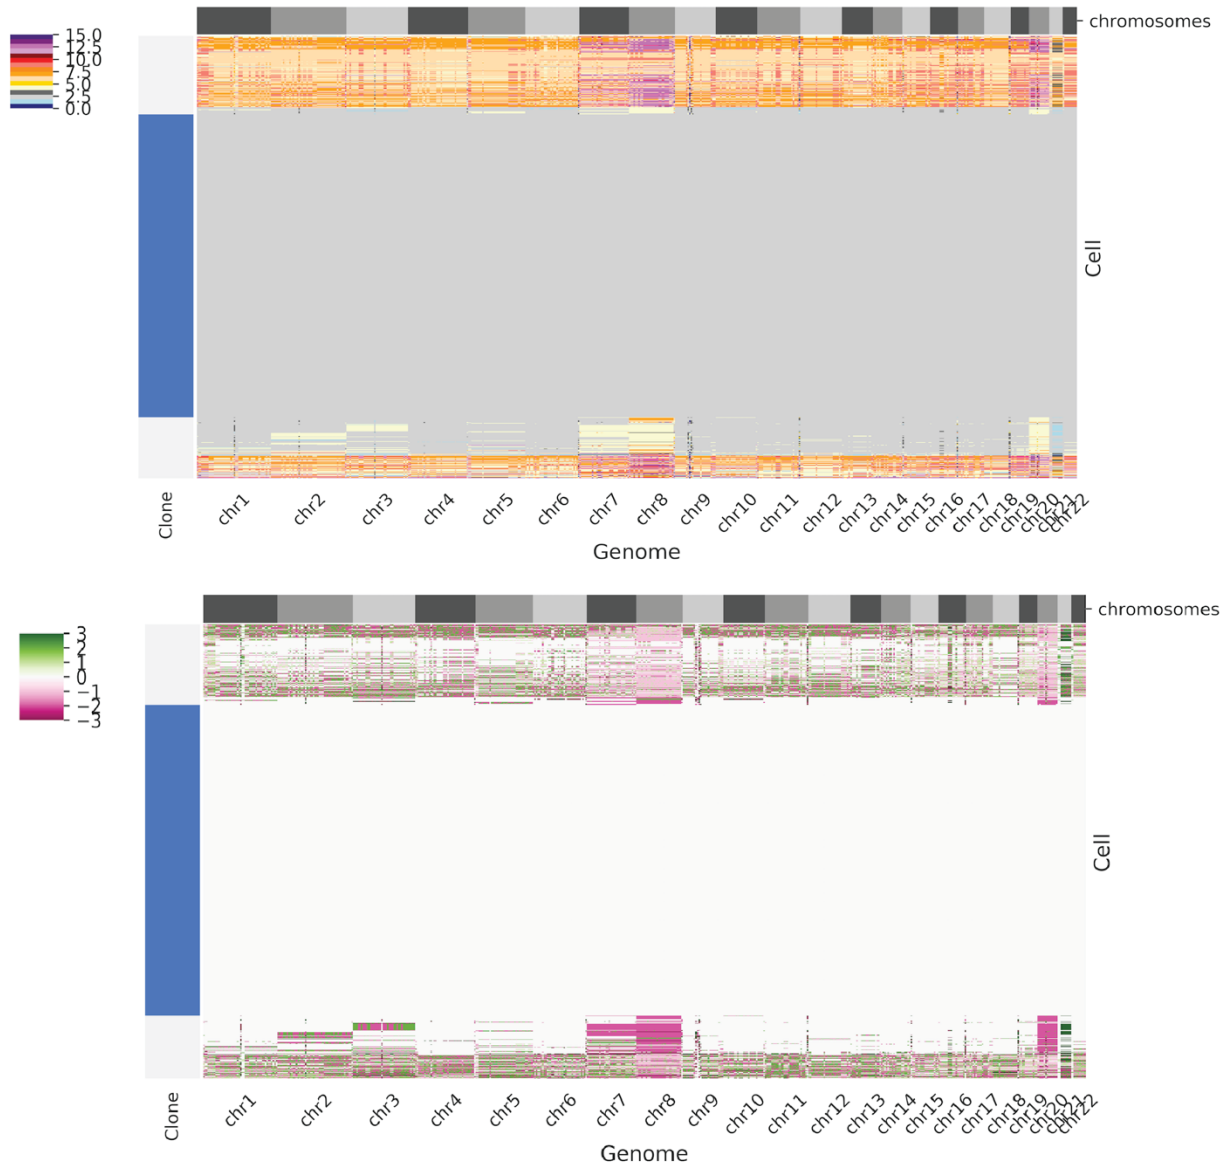 chromosomes
15.0
12.5
10.0
7.5
5.0
2.5
0.0
Cell
Clone
chr1 chr2 chr3 chr4 chr5 chr6 chr7 chr8 chr9 chr10 chr11 chr12 chr13 chr14 chr15 chr16 chr17 chr18 chr19 chr20 chr21 chr22
Genome
chromosomes
3
2
1
0
−1
−2
−3
Cell
Clone
chr1 chr2 chr3 chr4 chr5 chr6 chr7 chr8 chr9 chr10 chr11 chr12 chr13 chr14 chr15 chr16 chr17 chr18 chr19 chr20 chr21 chr22
Genome